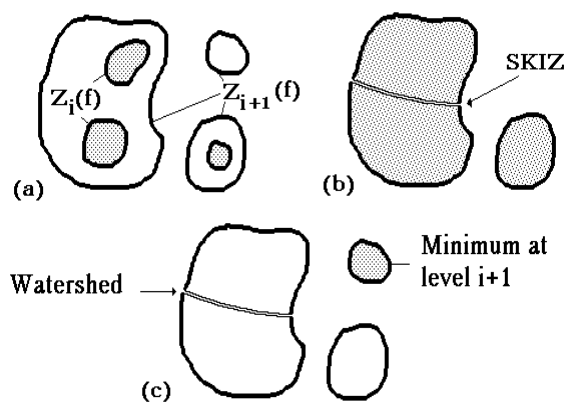 Z_i(f)
Z_{i+1}(f)
(a)
SKIZ
(b)
Watershed
Minimum at
level i+1
(c)